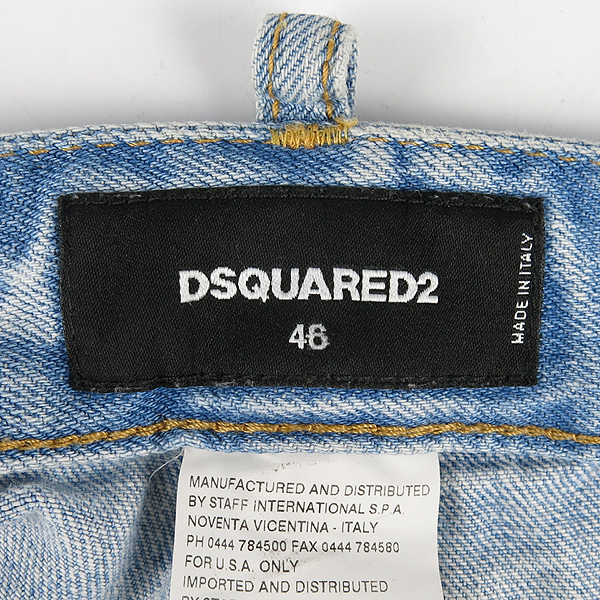 DSQUARED2
46
MADE IN ITALY
MANUFACTURED AND DISTRIBUTED
BY STAFF INTERNATIONAL S.P.A.
NOVENTA VICENTINA - ITALY
PH 0444 784500 FAX 0444 784580
FOR U.S.A. ONLY
IMPORTED AND DISTRIBUTED